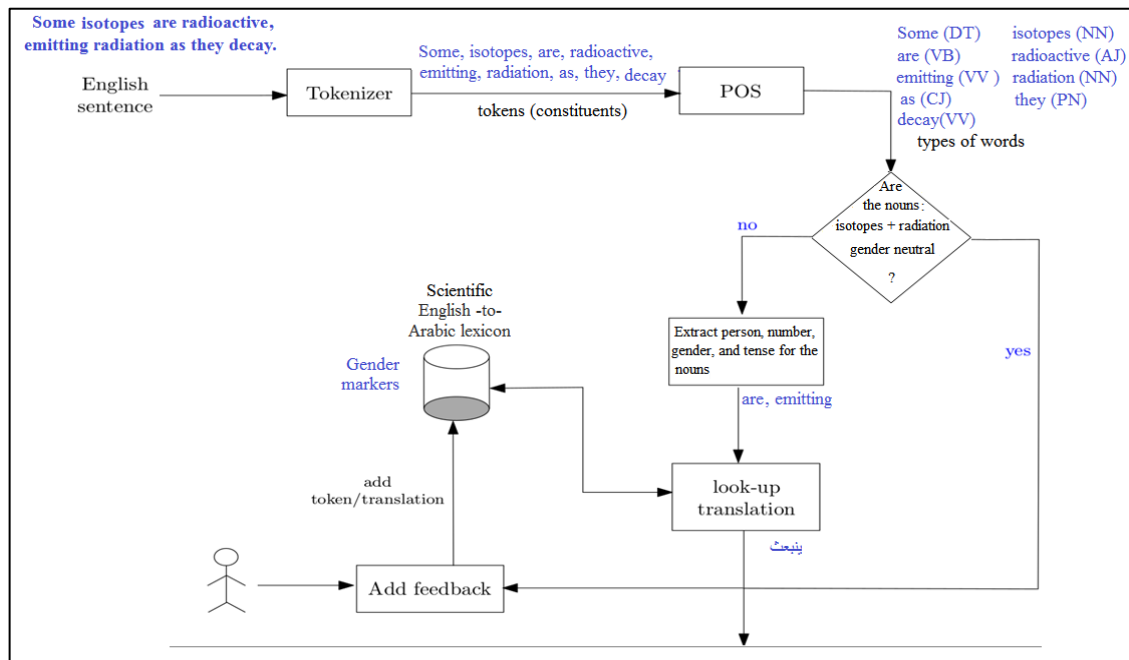 Some isotopes are radioactive,
emitting radiation as they decay.
English
sentence
Tokenizer
Some, isotopes, are, radioactive,
emitting, radiation, as, they, decay
tokens (constituents)
POS
Some (DT) isotopes (NN)
are (VB) radioactive (AJ)
emitting (VV ) radiation (NN)
as (CJ) they (PN)
decay(VV)
types of words
Are
the nouns:
isotopes + radiation
gender neutral
?
no
yes
Extract person, number,
gender, and tense for the
nouns
are, emitting
Scientific
English -to-
Arabic lexicon
Gender
markers
look-up
translation
ينبعث
add
token/translation
Add feedback